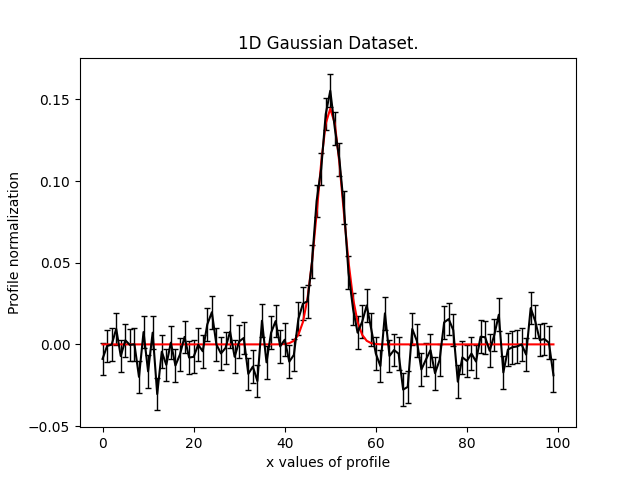 1D Gaussian Dataset.
Profile normalization
0.15
0.10
0.05
0.00
−0.05
0 20 40 60 80 100
x values of profile